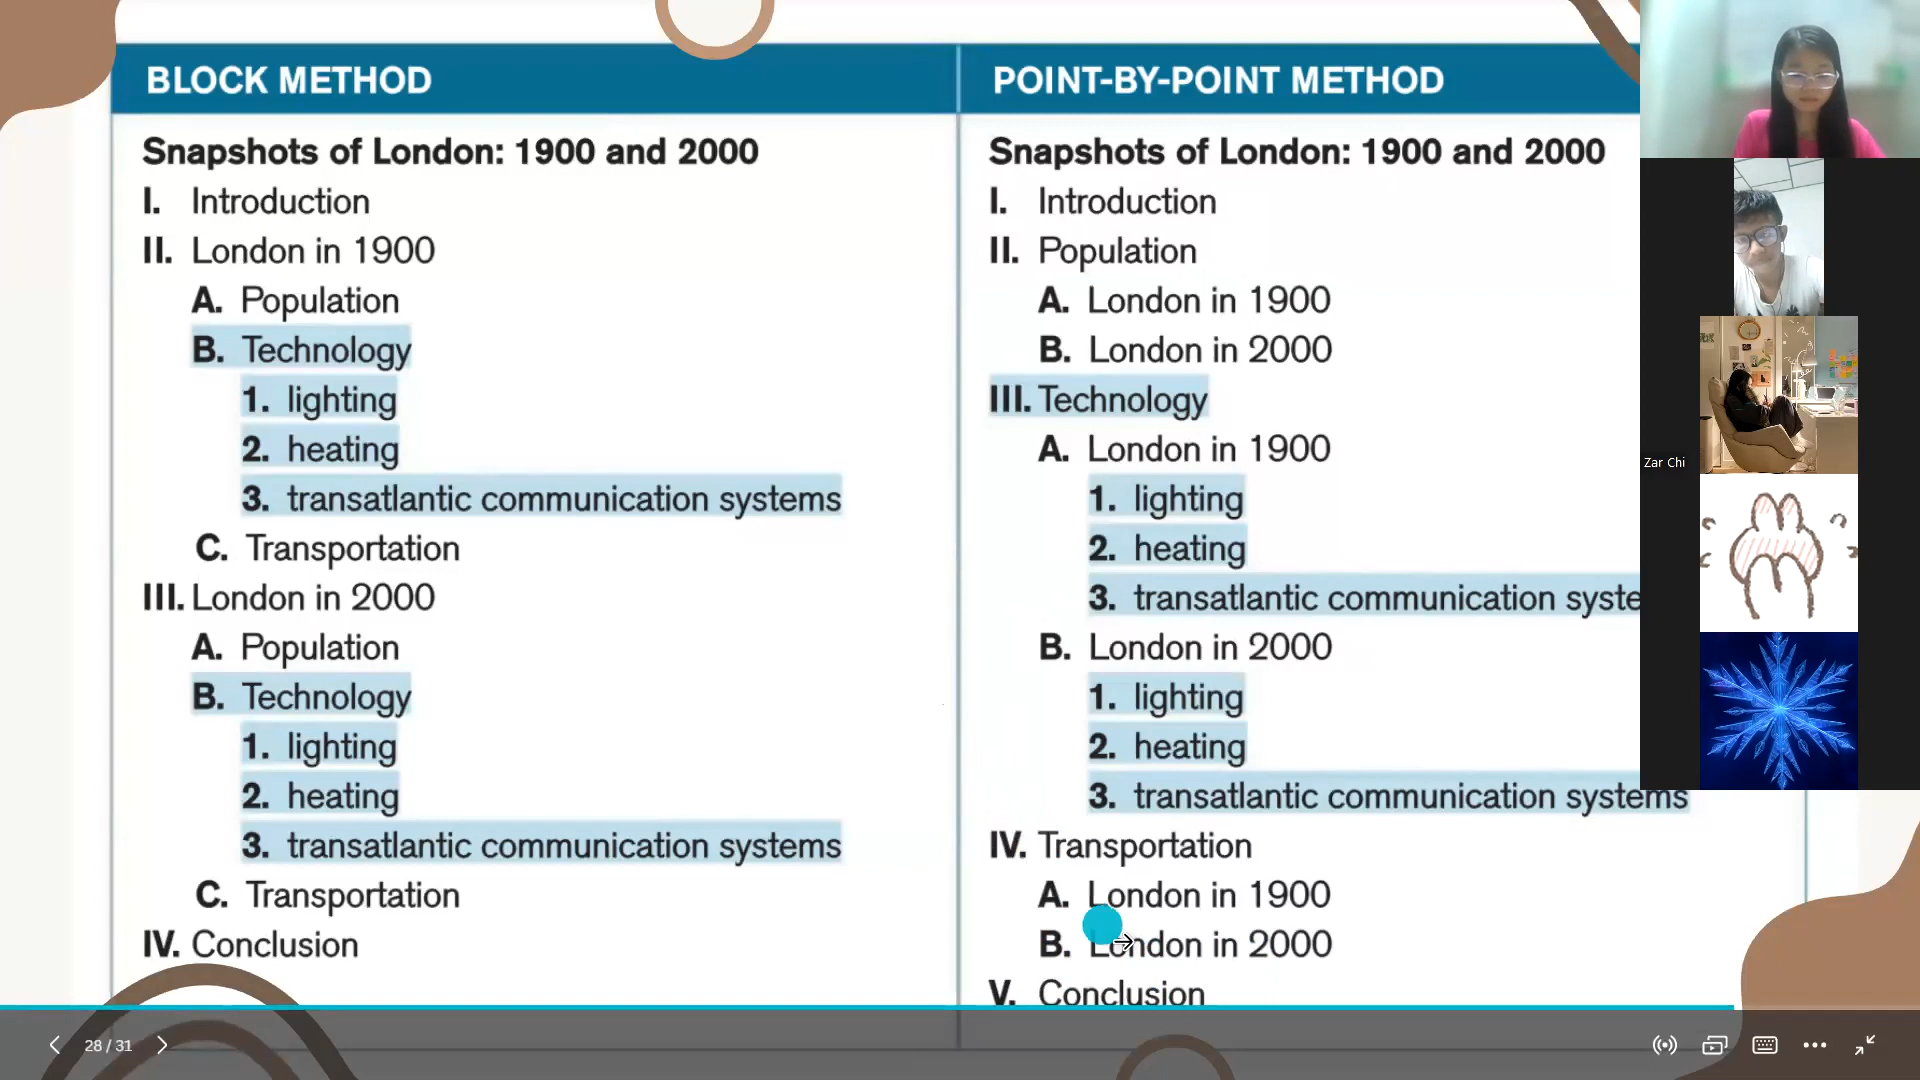 BLOCK METHOD
Snapshots of London: 1900 and 2000
I. Introduction
II. London in 1900
A. Population
B. Technology
1. lighting
2. heating
3. transatlantic communication systems
C. Transportation
III. London in 2000
A. Population
B. Technology
1. lighting
2. heating
3. transatlantic communication systems
C. Transportation
IV. Conclusion
POINT-BY-POINT METHOD
Snapshots of London: 1900 and 2000
I. Introduction
II. Population
A. London in 1900
B. London in 2000
III. Technology
A. London in 1900
1. lighting
2. heating
3. transatlantic communication syste
B. London in 2000
1. lighting
2. heating
3. transatlantic communication systems
IV. Transportation
A. London in 1900
B. London in 2000
V. Conclusion
Zar Chi
28 / 31